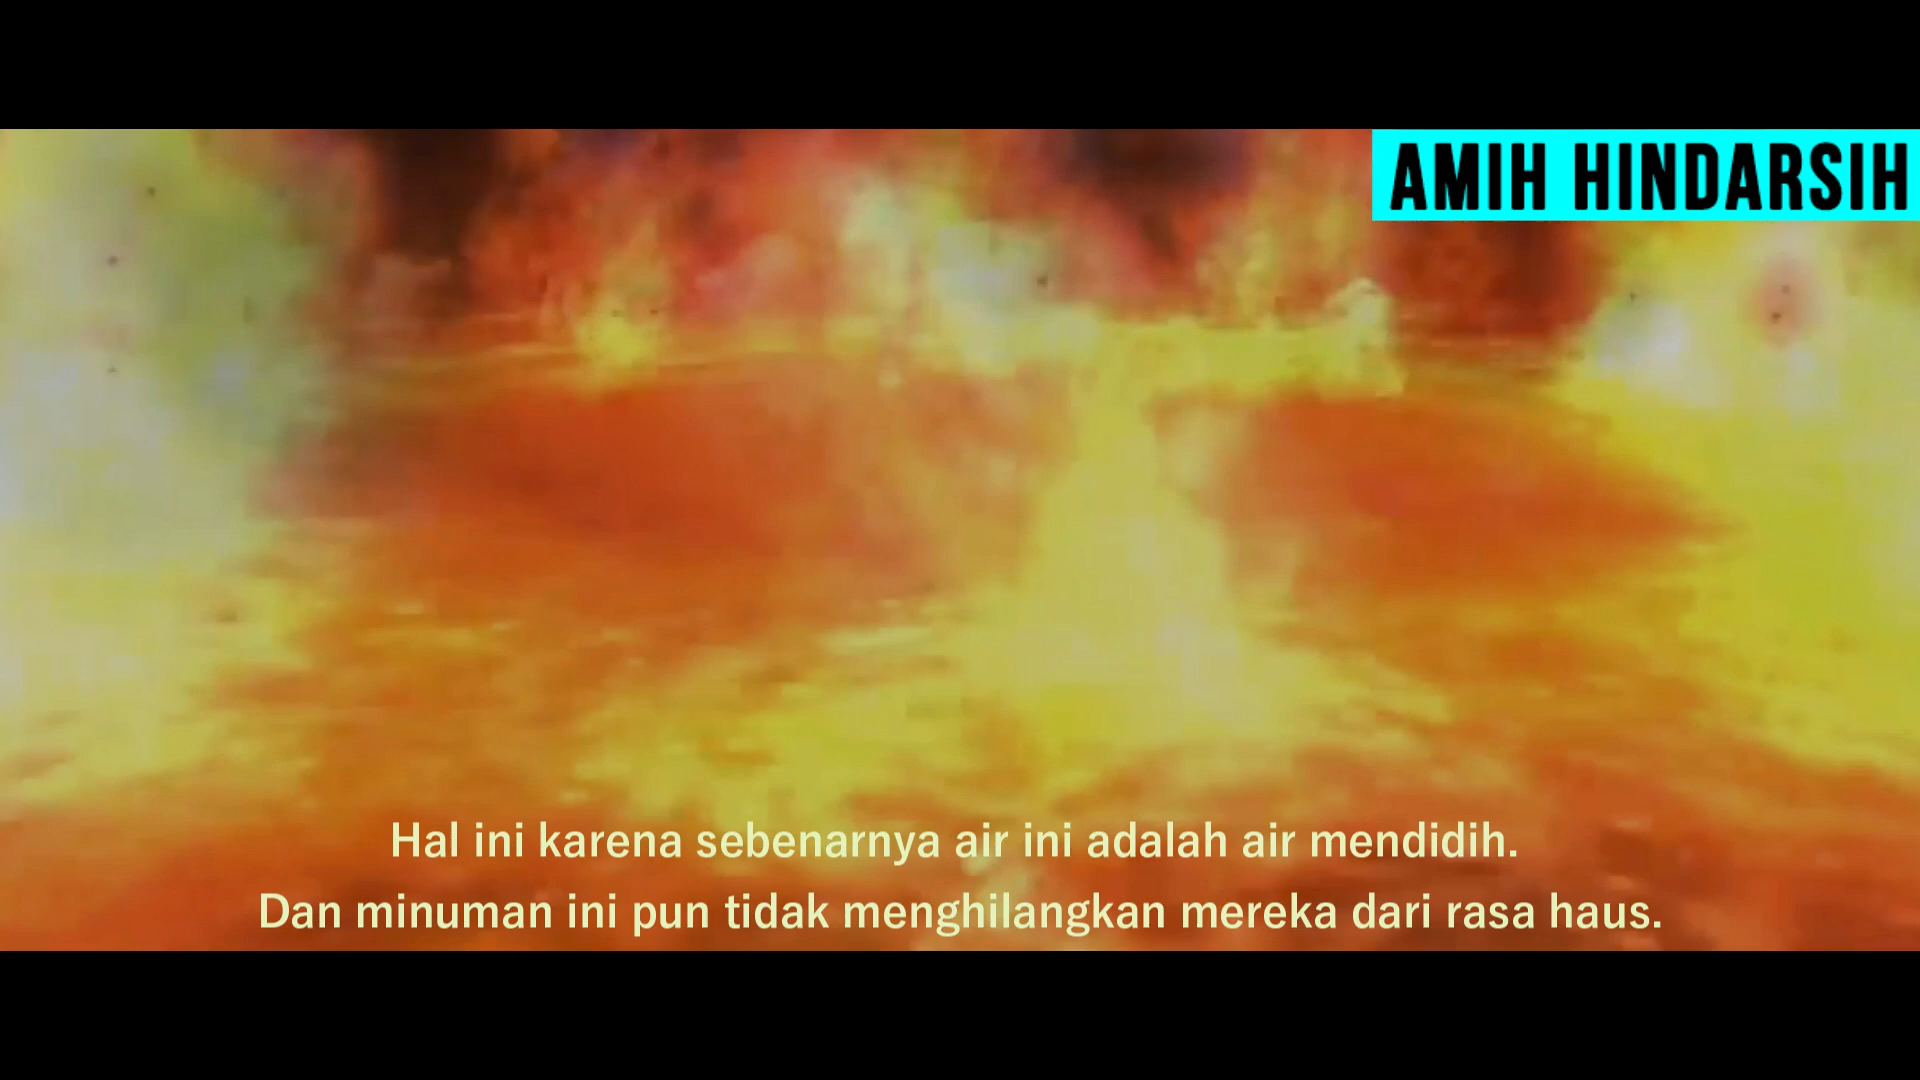 AMIH HINDARSIH
Hal ini karena sebenarnya air ini adalah air mendidih.
Dan minuman ini pun tidak menghilangkan mereka dari rasa haus.